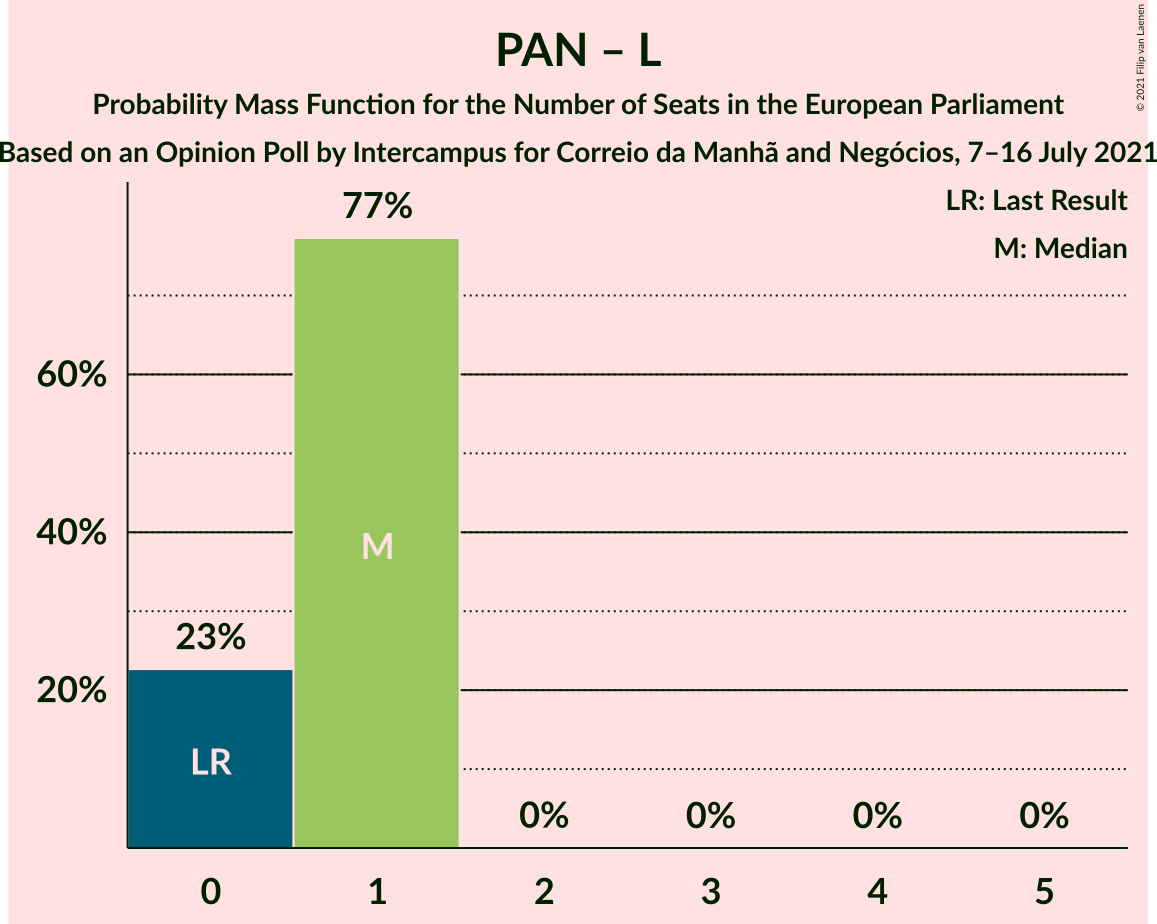 PAN – L
Probability Mass Function for the Number of Seats in the European Parliament
Based on an Opinion Poll by Intercampus for Correio da Manhã and Negócios, 7–16 July 2021
© 2021 Filip van Laenen
LR: Last Result
M: Median
77%
60%
40%
M
23%
20%
LR
0% 0% 0% 0%
0 1 2 3 4 5